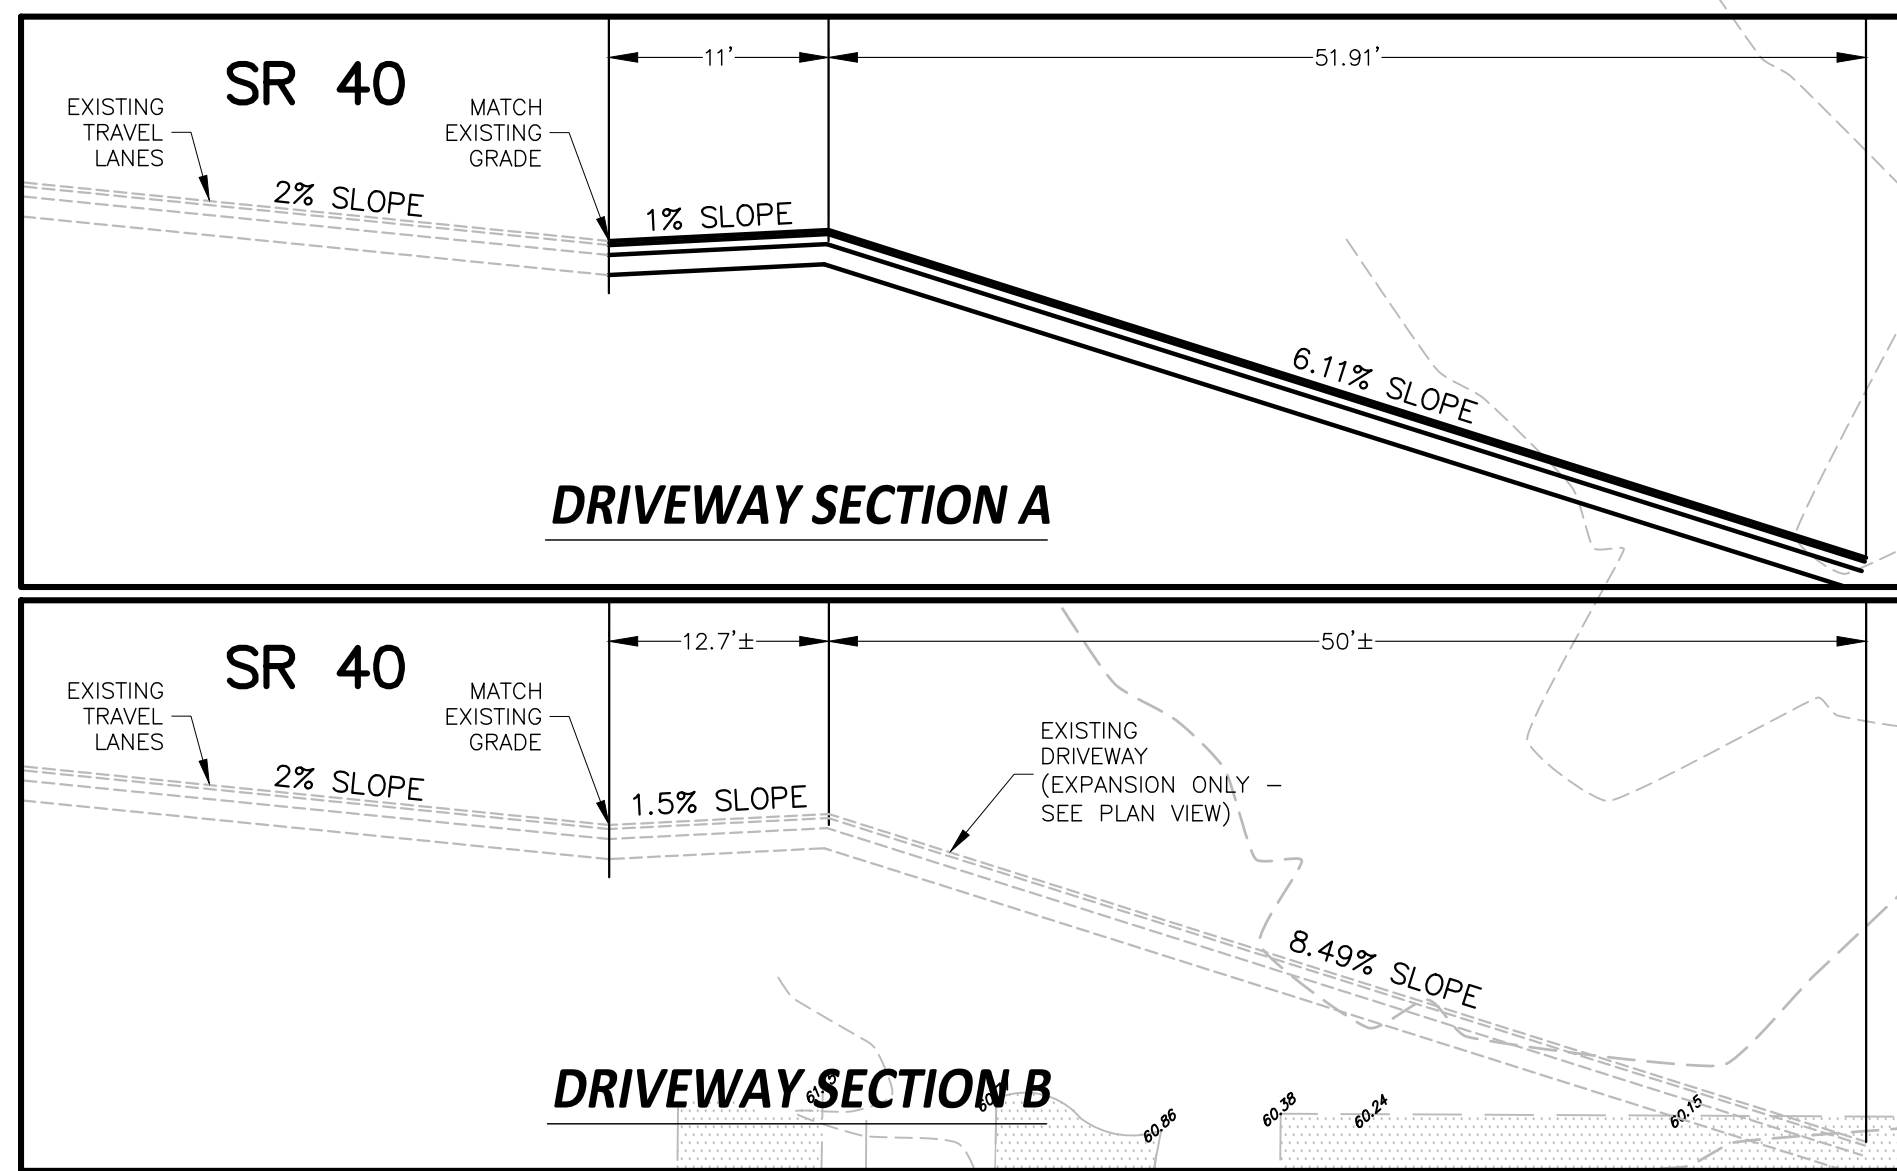 11'
51.91'
SR 40
EXISTING
TRAVEL
LANES
MATCH
EXISTING
GRADE
2% SLOPE
1% SLOPE
6.11% SLOPE
DRIVEWAY SECTION A
12.7'±
50'±
SR 40
EXISTING
TRAVEL
LANES
MATCH
EXISTING
GRADE
2% SLOPE
1.5% SLOPE
EXISTING
DRIVEWAY
(EXPANSION ONLY –
SEE PLAN VIEW)
8.49% SLOPE
DRIVEWAY SECTION B
60.86
60.38
60.24
60.15